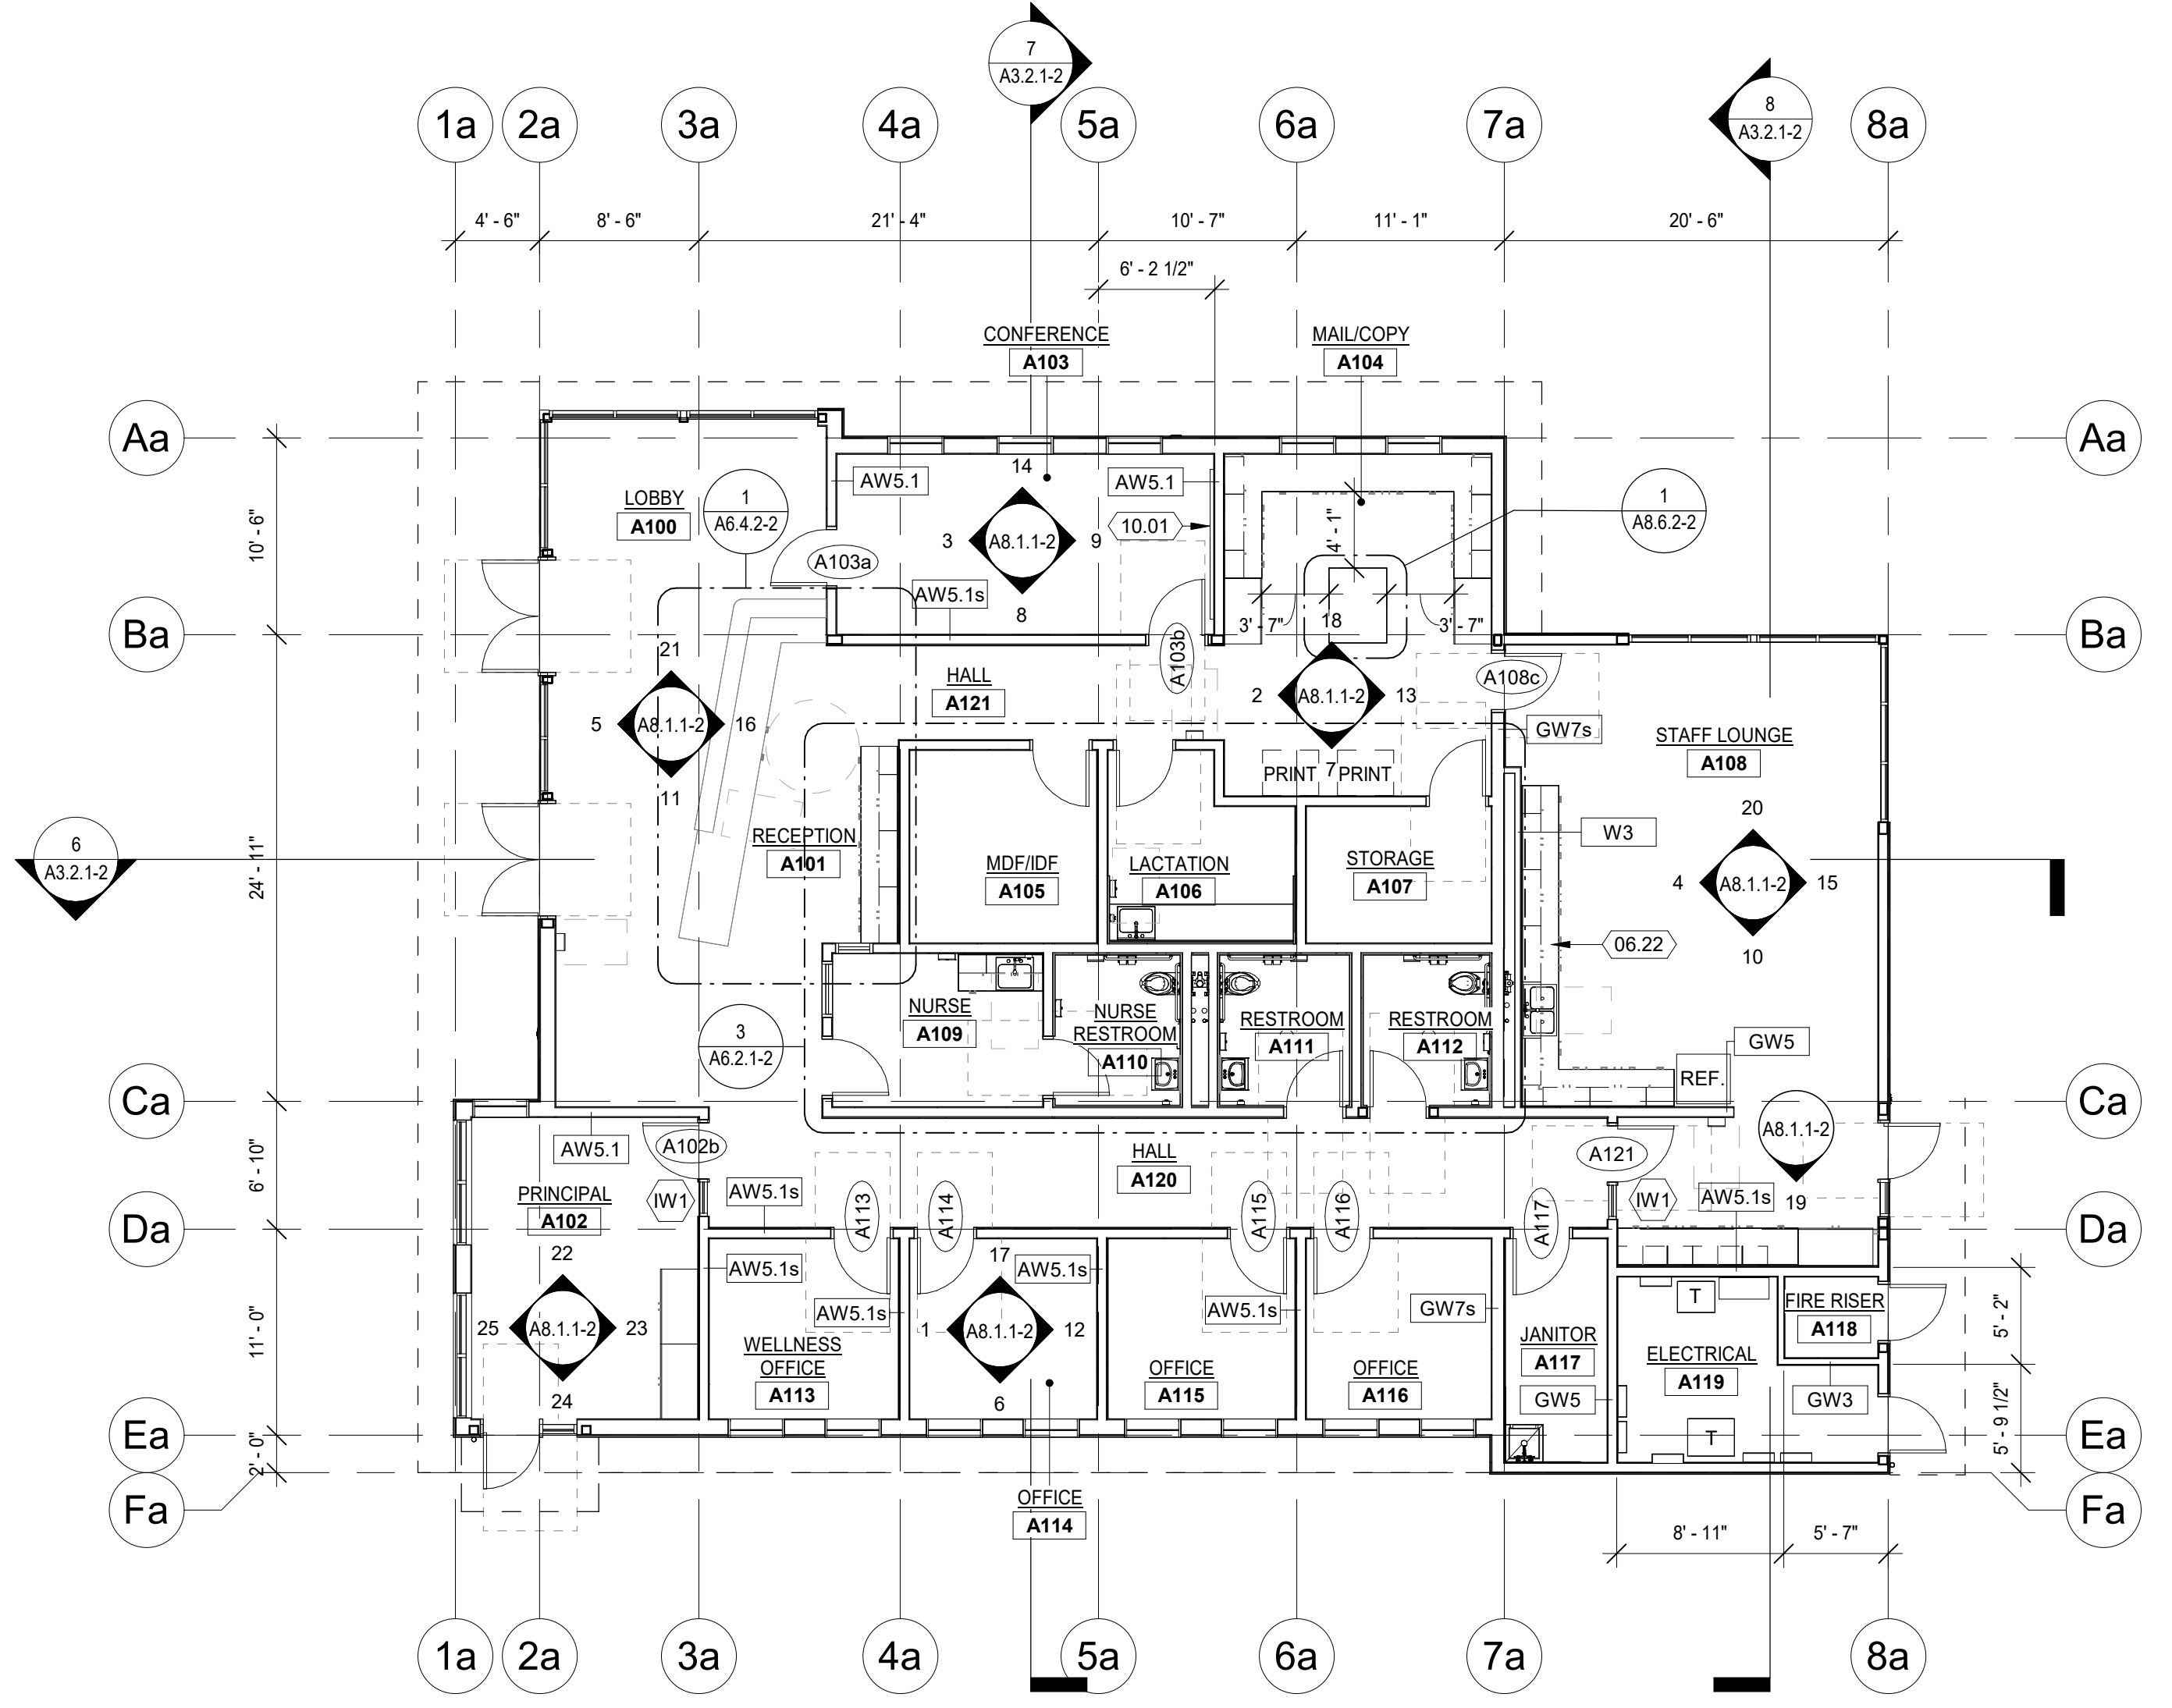 7
A3.2.1-2
8
A3.2.1-2
1a
2a
3a
4a
5a
6a
7a
8a
4' - 6"
8' - 6"
21' - 4"
10' - 7"
11' - 1"
20' - 6"
6' - 2 1/2"
CONFERENCE
A103
MAIL/COPY
A104
Aa
Aa
14
AW5.1
AW5.1
LOBBY
A100
1
A6.4.2-2
1
A8.6.2-2
10.01
10' - 6"
4' - 1"
3
A8.1.1-2
9
A103a
AW5.1s
8
3' - 7"
18
3' - 7"
Ba
Ba
21
A103b
HALL
A121
A108c
5
A8.1.1-2
16
2
A8.1.1-2
13
GW7s
STAFF LOUNGE
A108
PRINT
7
PRINT
11
20
RECEPTION
A101
W3
6
A3.2.1-2
24' - 11"
MDF/IDF
A105
LACTATION
A106
STORAGE
A107
4
A8.1.1-2
15
06.22
10
NURSE
A109
NURSE
RESTROOM
A110
RESTROOM
A111
RESTROOM
A112
3
A6.2.1-2
GW5
REF.
Ca
Ca
A8.1.1-2
AW5.1
A102b
HALL
A120
A121
6' - 10"
PRINCIPAL
A102
IW1
AW5.1s
A113
A114
A115
A116
A117
IW1
AW5.1s
19
Da
Da
22
17
AW5.1s
AW5.1s
AW5.1s
AW5.1s
GW7s
T
FIRE RISER
A118
5' - 2"
25
A8.1.1-2
23
1
A8.1.1-2
12
11' - 0"
WELLNESS
OFFICE
A113
OFFICE
A115
OFFICE
A116
JANITOR
A117
ELECTRICAL
A119
24
6
GW5
GW3
T
5' - 9 1/2"
Ea
Ea
2' - 0"
Fa
Fa
OFFICE
A114
8' - 11"
5' - 7"
1a
2a
3a
4a
5a
6a
7a
8a